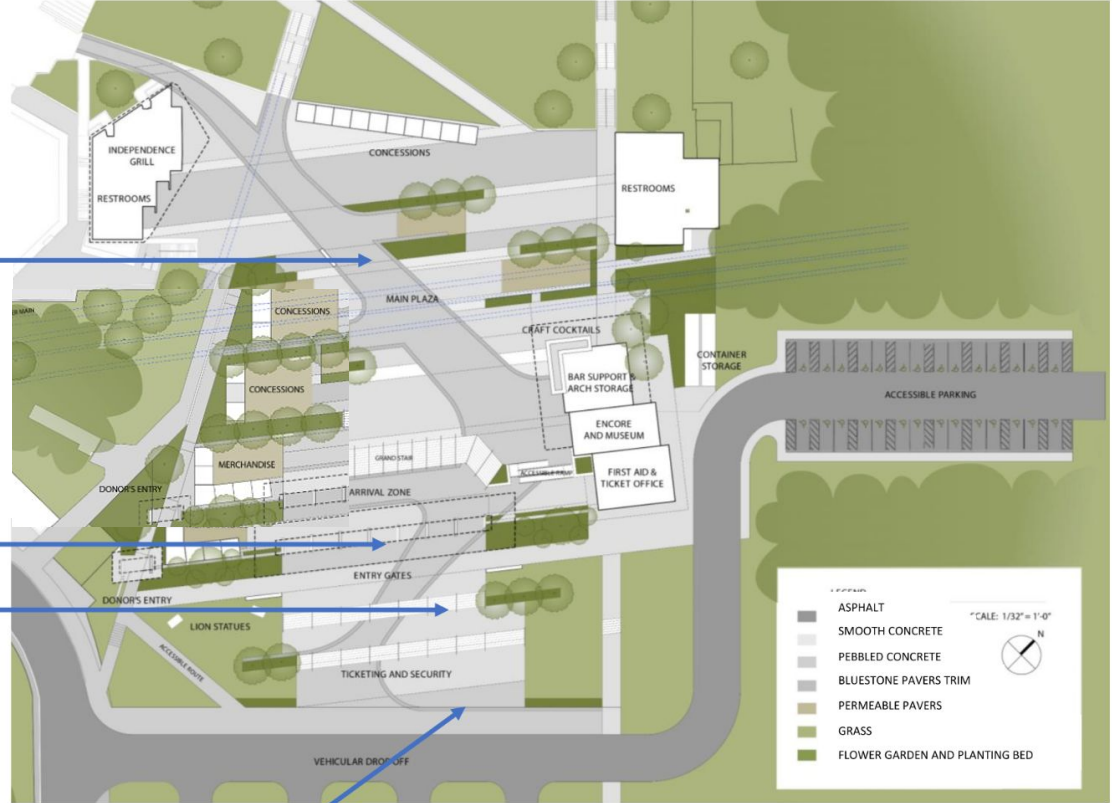 INDEPENDENCE
GRILL
RESTROOMS
CONCESSIONS
RESTROOMS
MAIN PLAZA
CONCESSIONS
CRAFT COCKTAILS
CONTAINER
STORAGE
BAR SUPPORT &
ARCH STORAGE
CONCESSIONS
ACCESSIBLE PARKING
ENCORE
AND MUSEUM
GRAND STAIR
MERCHANDISE
FIRST AID &
TICKET OFFICE
DONOR'S ENTRY
ARRIVAL ZONE
ENTRY GATES
DONOR'S ENTRY
LION STATUES
ACCESSIBLE ROUTE
TICKETING AND SECURITY
VEHICULAR DROP OFF
LEGEND
SCALE: 1/32" = 1'-0"
N
ASPHALT
SMOOTH CONCRETE
PEBBLED CONCRETE
BLUESTONE PAVERS TRIM
PERMEABLE PAVERS
GRASS
FLOWER GARDEN AND PLANTING BED